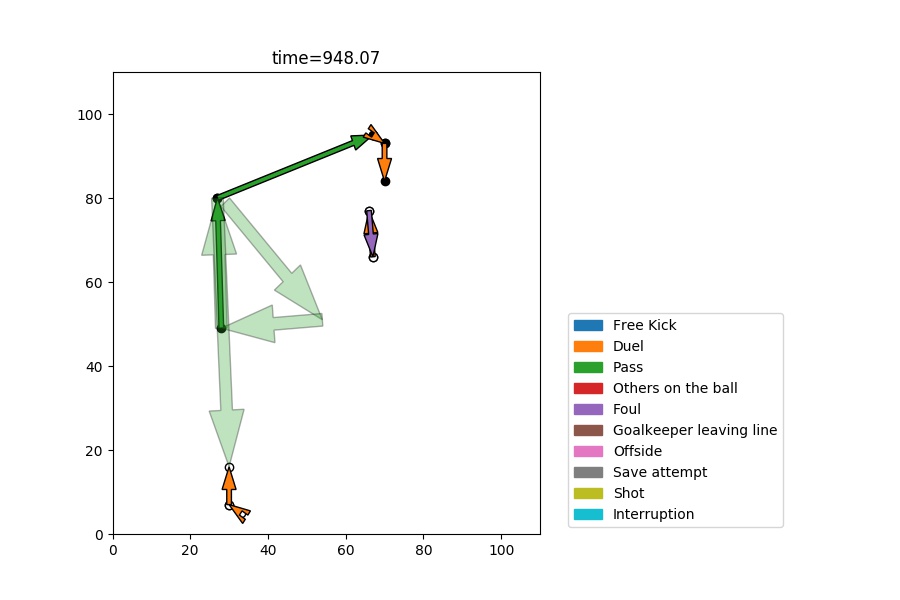 time=948.07
100
80
60
40
20
0
0 20 40 60 80 100
Free Kick
Duel
Pass
Others on the ball
Foul
Goalkeeper leaving line
Offside
Save attempt
Shot
Interruption